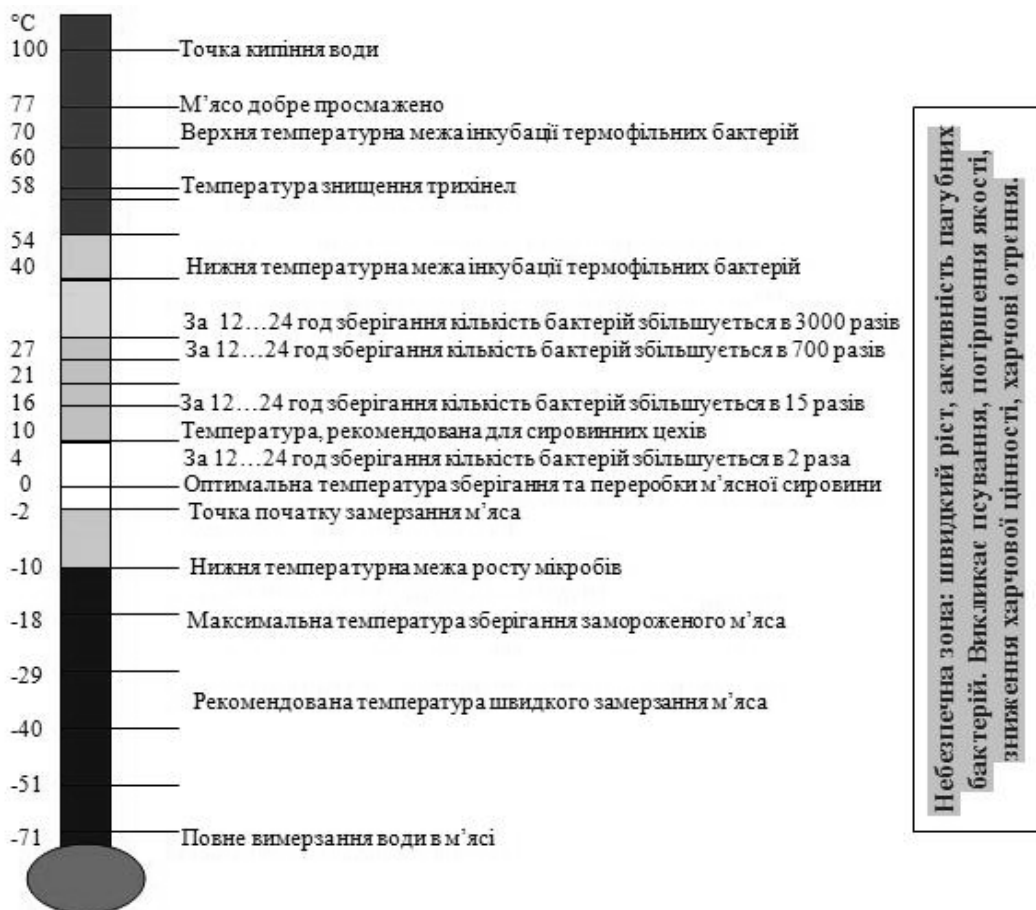 °C
100 Точка кипіння води
77 М’ясо добре просмажено
70 Верхня температурна межа інкубації термофільних бактерій
60
58 Температура знищення трихінел
54
40 Нижня температурна межа інкубації термофільних бактерій
За 12…24 год зберігання кількість бактерій збільшується в 3000 разів
27 За 12…24 год зберігання кількість бактерій збільшується в 700 разів
21
16 За 12…24 год зберігання кількість бактерій збільшується в 15 разів
10 Температура, рекомендована для сировинних цехів
4 За 12…24 год зберігання кількість бактерій збільшується в 2 раза
0 Оптимальна температура зберігання та переробки м’ясної сировини
-2 Точка початку замерзання м’яса
-10 Нижня температурна межа росту мікробів
-18 Максимальна температура зберігання замороженого м’яса
-29
Рекомендована температура швидкого замерзання м’яса
-40
-51
-71 Повне вимерзання води в м’ясі
Небезпечна зона: швидкий ріст, активність пагубних
бактерій. Викликає псування, погіршення якості,
зниження харчової цінності, харчові отрєння.